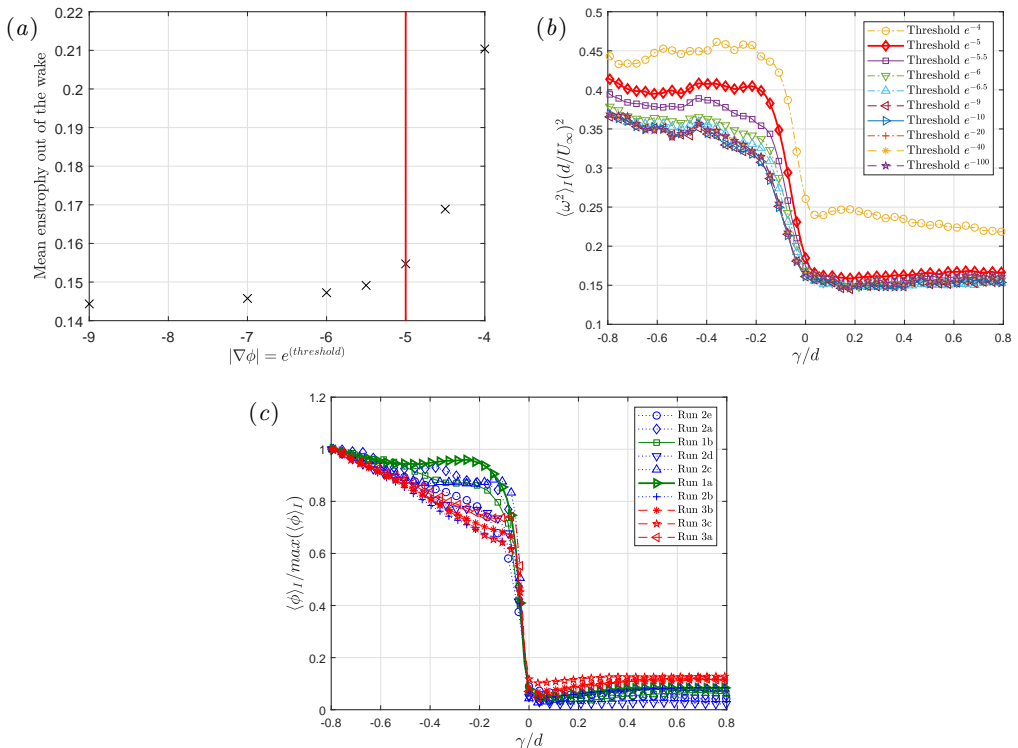 (a)
Mean enstrophy out of the wake
0.21
0.2
0.19
0.18
0.17
0.16
0.15
0.14
-9
-8
-7
-6
-5
-4
|∇ϕ| = e^(threshold)
(b)
⟨ω²⟩_I(d/U_∞)²
0.5
0.45
0.4
0.35
0.3
0.25
0.2
0.15
0.1
-0.8
-0.6
-0.4
-0.2
0
0.2
0.4
0.6
0.8
γ/d
Threshold e⁻⁴
Threshold e⁻⁵
Threshold e^−5.5
Threshold e⁻⁶
Threshold e^−6.5
Threshold e⁻⁹
Threshold e⁻¹⁰
Threshold e⁻²⁰
Threshold e⁻⁴⁰
Threshold e⁻¹⁰⁰
(c)
⟨ϕ⟩_I/max(⟨ϕ⟩_I)
1
0.8
0.6
0.4
0.2
0
-0.8
-0.6
-0.4
-0.2
0
0.2
0.4
0.6
0.8
γ/d
Run 2e
Run 2a
Run 1b
Run 2d
Run 2c
Run 1a
Run 2b
Run 3b
Run 3c
Run 3a